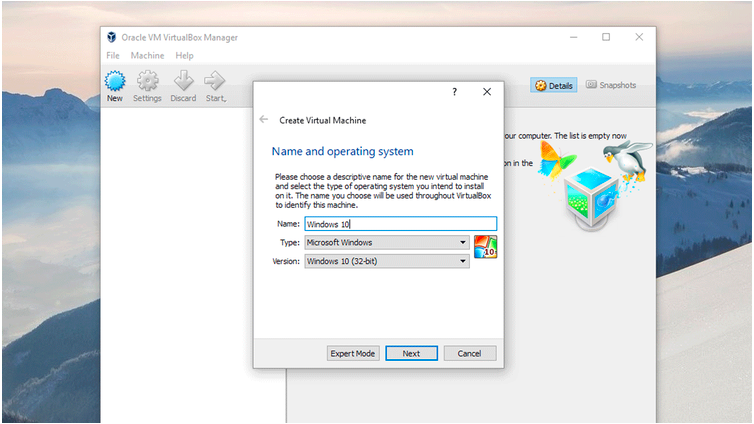 Oracle VM VirtualBox Manager
File Machine Help
New Settings Discard Start
Details Snapshots
our computer. The list is empty now
on in the
?
Create Virtual Machine
Name and operating system
Please choose a descriptive name for the new virtual machine
and select the type of operating system you intend to install
on it. The name you choose will be used throughout VirtualBox
to identify this machine.
Name: Windows 10
Type: Microsoft Windows
10
Version: Windows 10 (32-bit)
Expert Mode Next Cancel